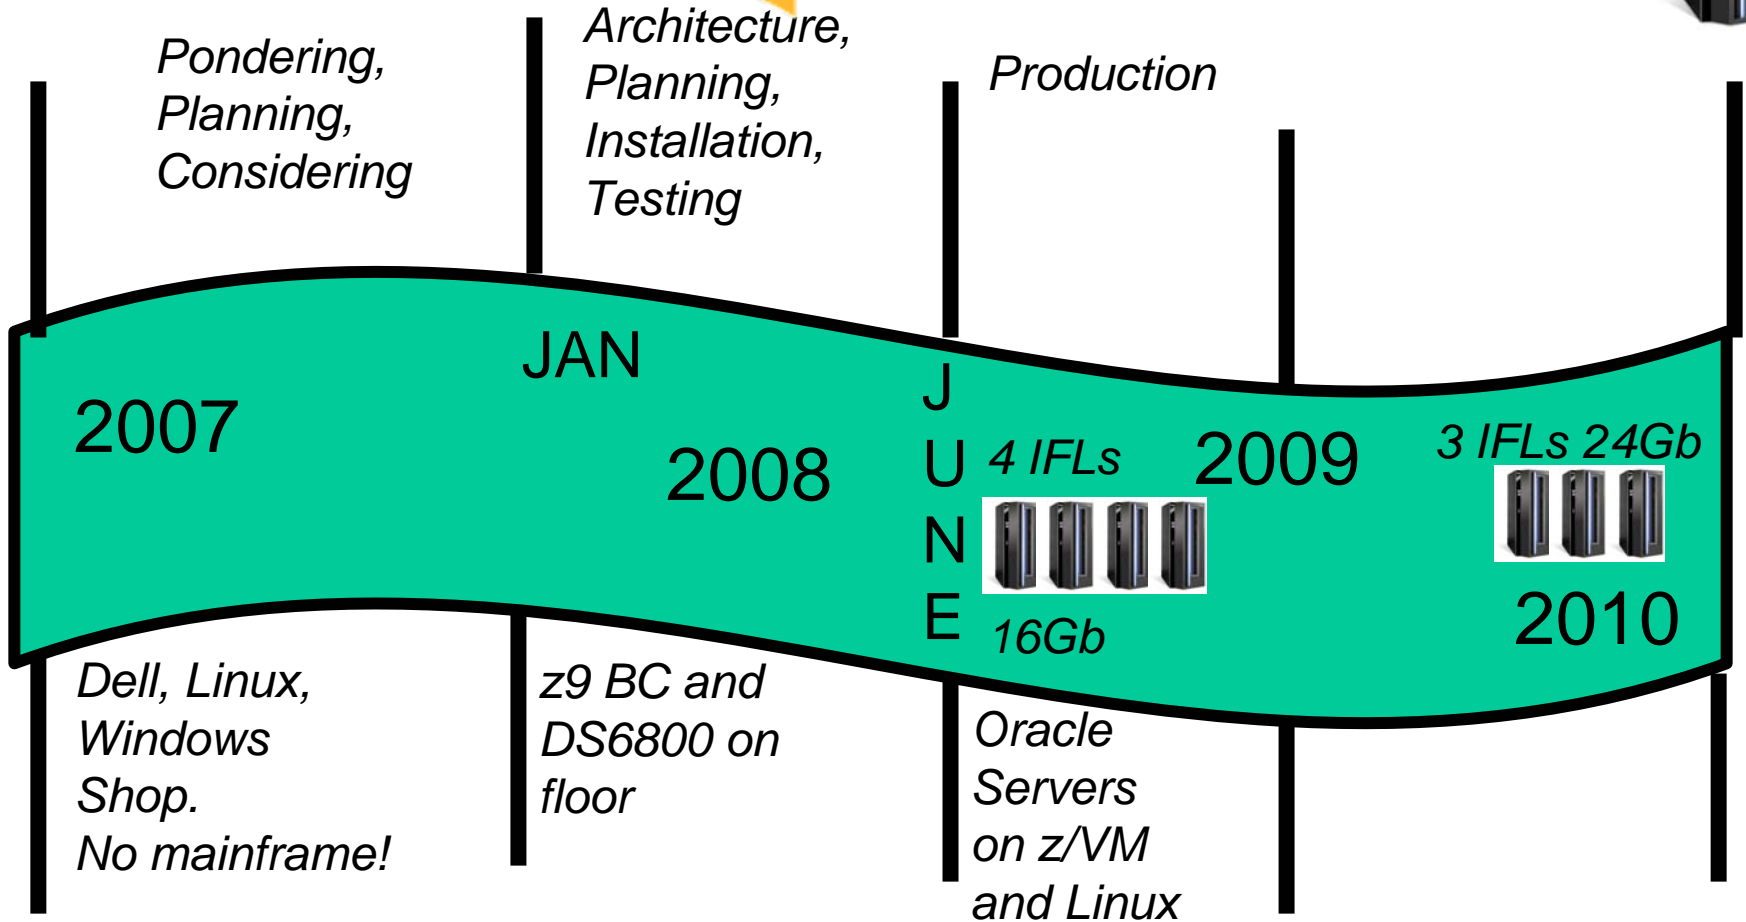 Pondering,
Planning,
Considering
Architecture,
Planning,
Installation,
Testing
Production
2007
JAN
2008
JUNE
4 IFLs
16Gb
2009
3 IFLs 24Gb
2010
Dell, Linux,
Windows
Shop.
No mainframe!
z9 BC and
DS6800 on
floor
Oracle
Servers
on z/VM
and Linux